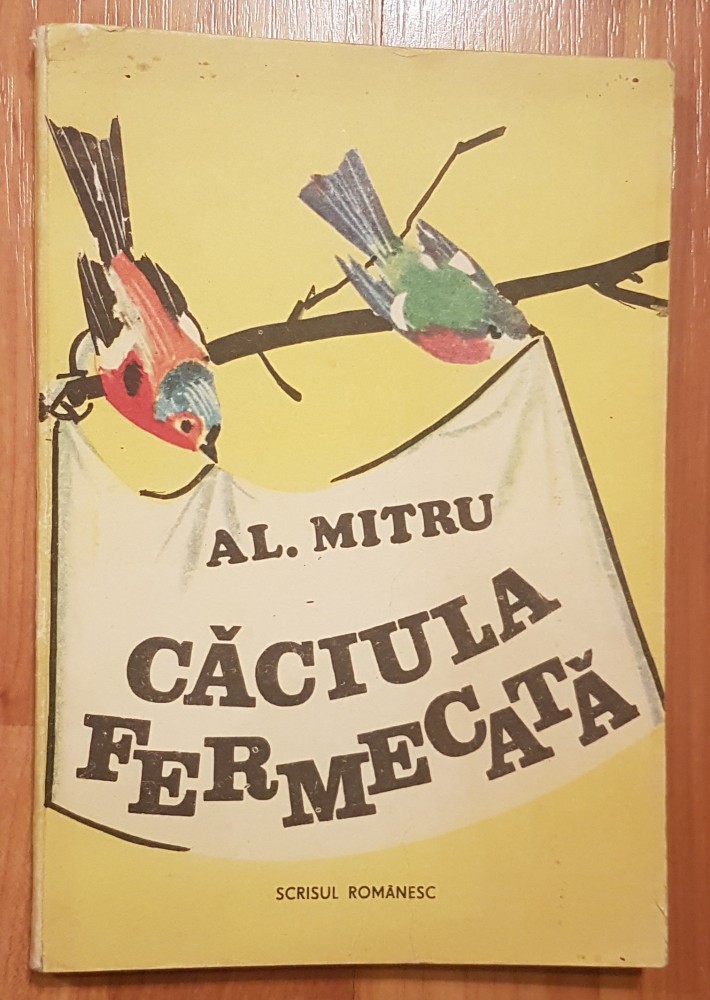 AL. MITRU
CĂCIULA
FERMECATĂ
SCRISUL ROMÂNESC